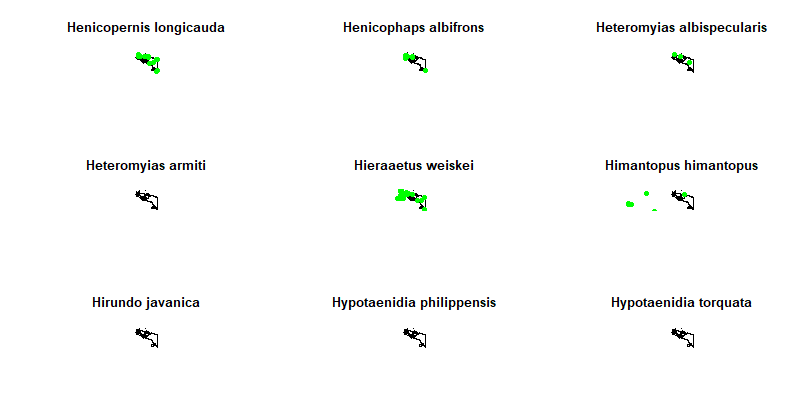 Henicopernis longicauda
Henicophaps albifrons
Heteromyias albispecularis
Heteromyias armiti
Hieraaetus weiskei
Himantopus himantopus
Hirundo javanica
Hypotaenidia philippensis
Hypotaenidia torquata